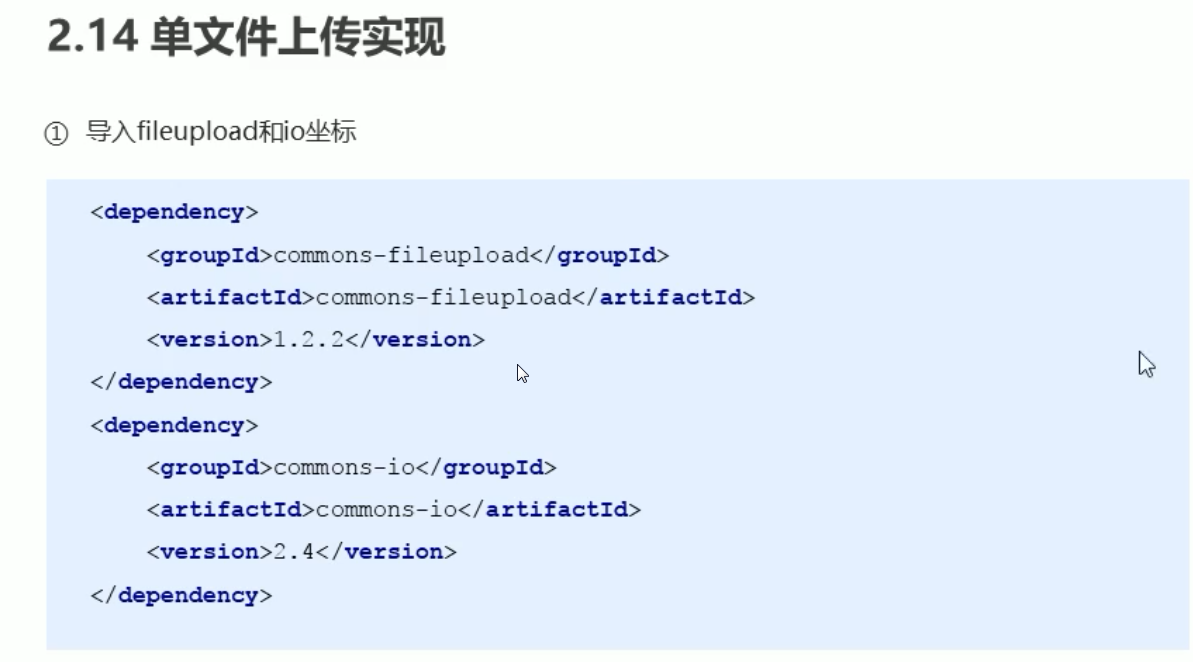 2.14 单文件上传实现
① 导入fileupload和io坐标
<dependency>
<groupId>commons-fileupload</groupId>
<artifactId>commons-fileupload</artifactId>
<version>1.2.2</version>
</dependency>
<dependency>
<groupId>commons-io</groupId>
<artifactId>commons-io</artifactId>
<version>2.4</version>
</dependency>